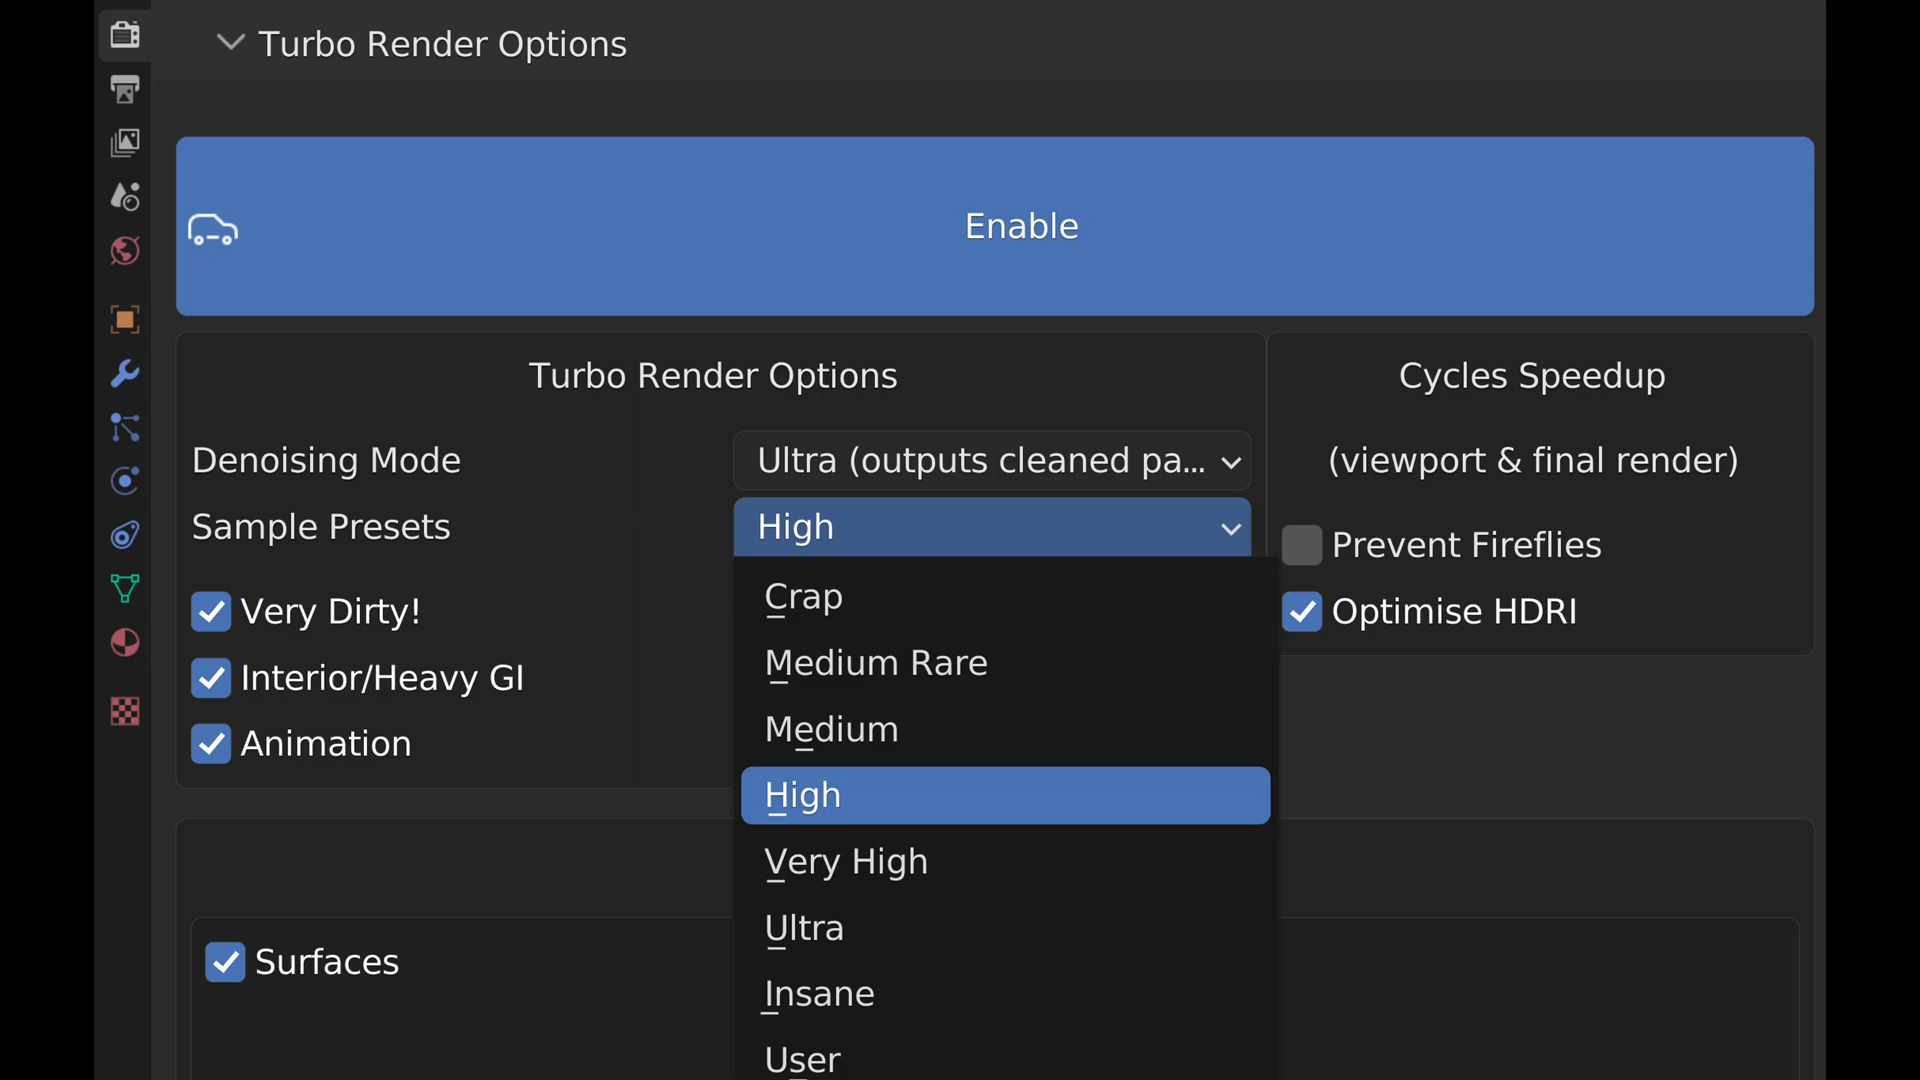 Turbo Render Options
Enable
Turbo Render Options
Denoising Mode
Ultra (outputs cleaned pa...
Sample Presets
High
Very Dirty!
Interior/Heavy GI
Animation
Crap
Medium Rare
Medium
High
Very High
Ultra
Insane
User
Cycles Speedup
(viewport & final render)
Prevent Fireflies
Optimise HDRI
Surfaces